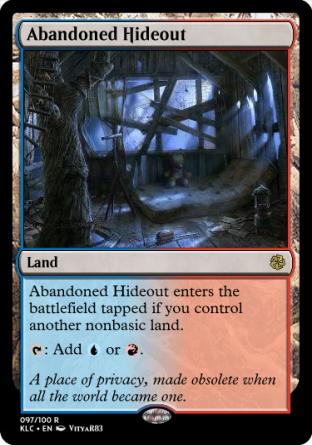 Abandoned Hideout
Land
Abandoned Hideout enters the
battlefield tapped if you control
another nonbasic land.
: Add or .
A place of privacy, made obsolete when
all the world became one.
097/100 R
KLC • EN VityaR83